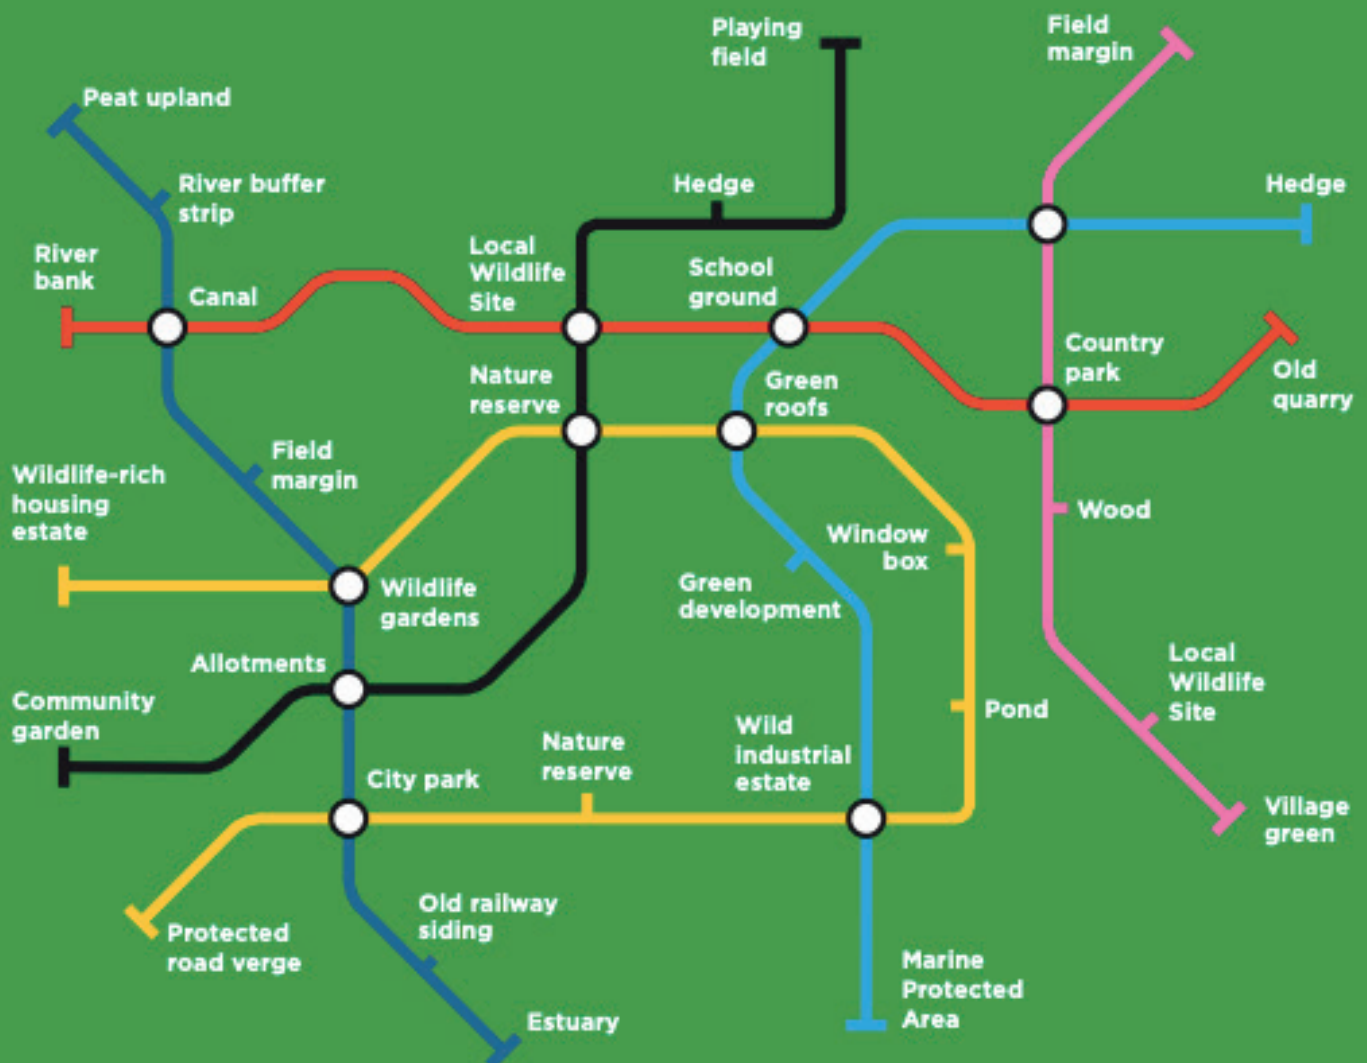 Playing
field
Field
margin
Peat upland
River buffer
strip
Hedge
Hedge
River
bank
Local
Wildlife
Site
School
ground
Canal
Country
park
Nature
reserve
Green
roofs
Old
quarry
Field
margin
Wildlife-rich
housing
estate
Wood
Window
box
Wildlife
gardens
Green
development
Allotments
Local
Wildlife
Site
Community
garden
Pond
Nature
reserve
Wild
industrial
estate
City park
Village
green
Old railway
siding
Protected
road verge
Marine
Protected
Area
Estuary